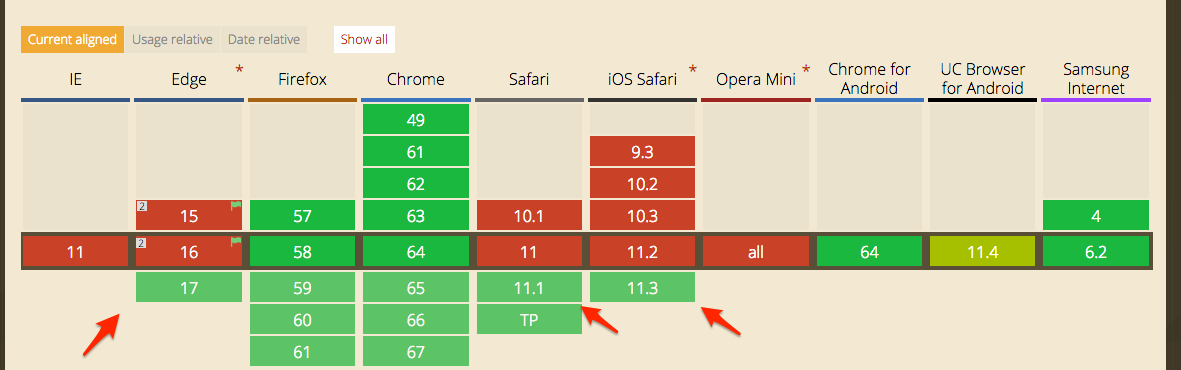 Current aligned Usage relative Date relative Show all
IE Edge * Firefox Chrome Safari iOS Safari * Opera Mini * Chrome for Android UC Browser for Android Samsung Internet
49
61 9.3
62 10.2
2 15 57 63 10.1 10.3 4
11 2 16 58 64 11 11.2 all 64 11.4 6.2
17 59 65 11.1 11.3
60 66 TP
61 67